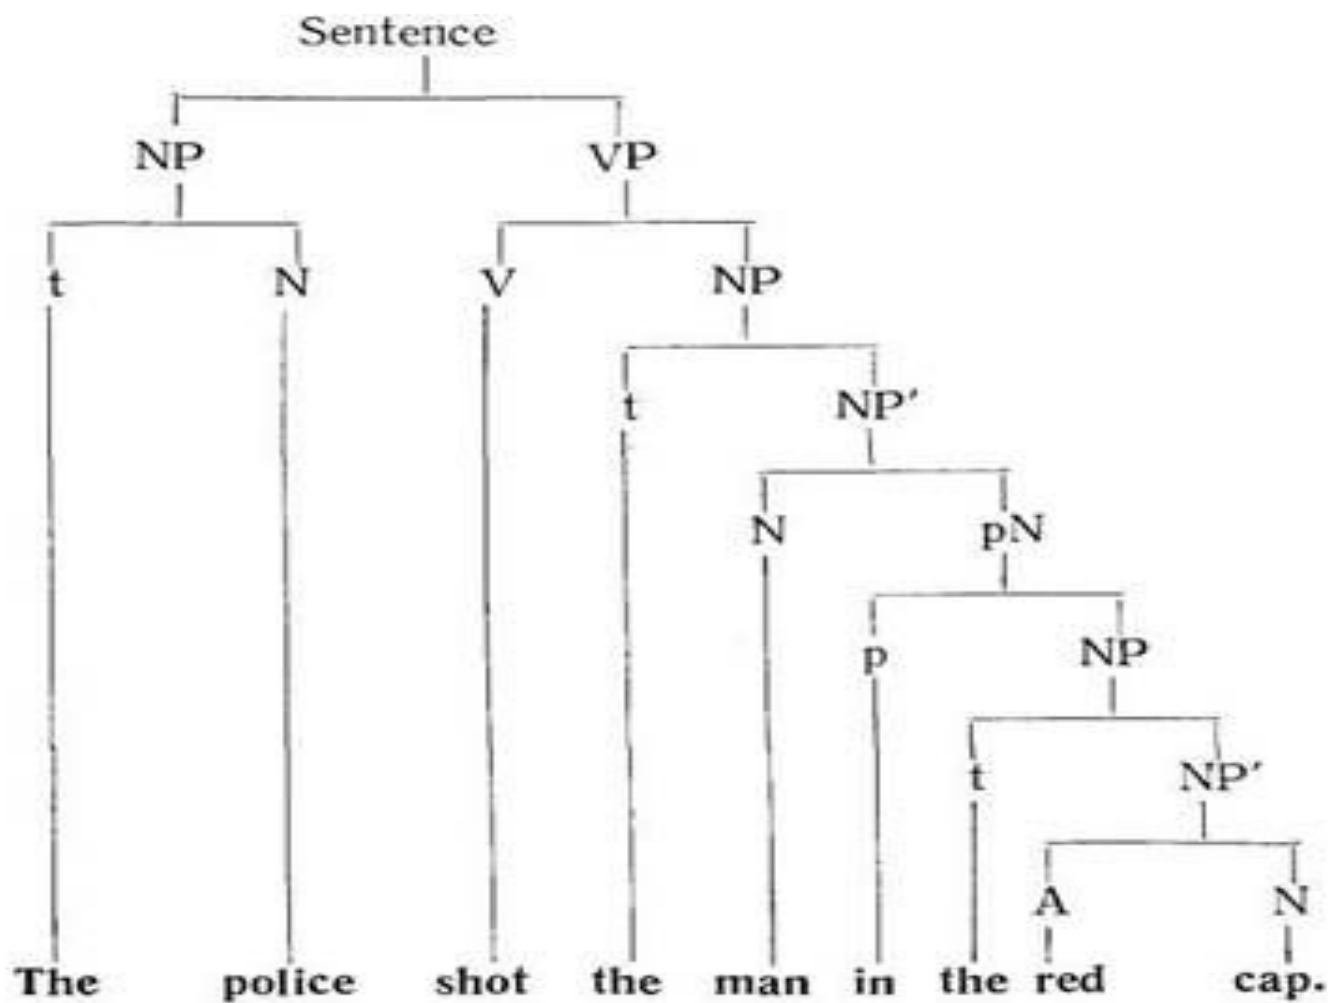 Sentence
NP VP
t N V NP
t NP′
N pN
p NP
t NP′
A N
The police shot the man in the red cap.